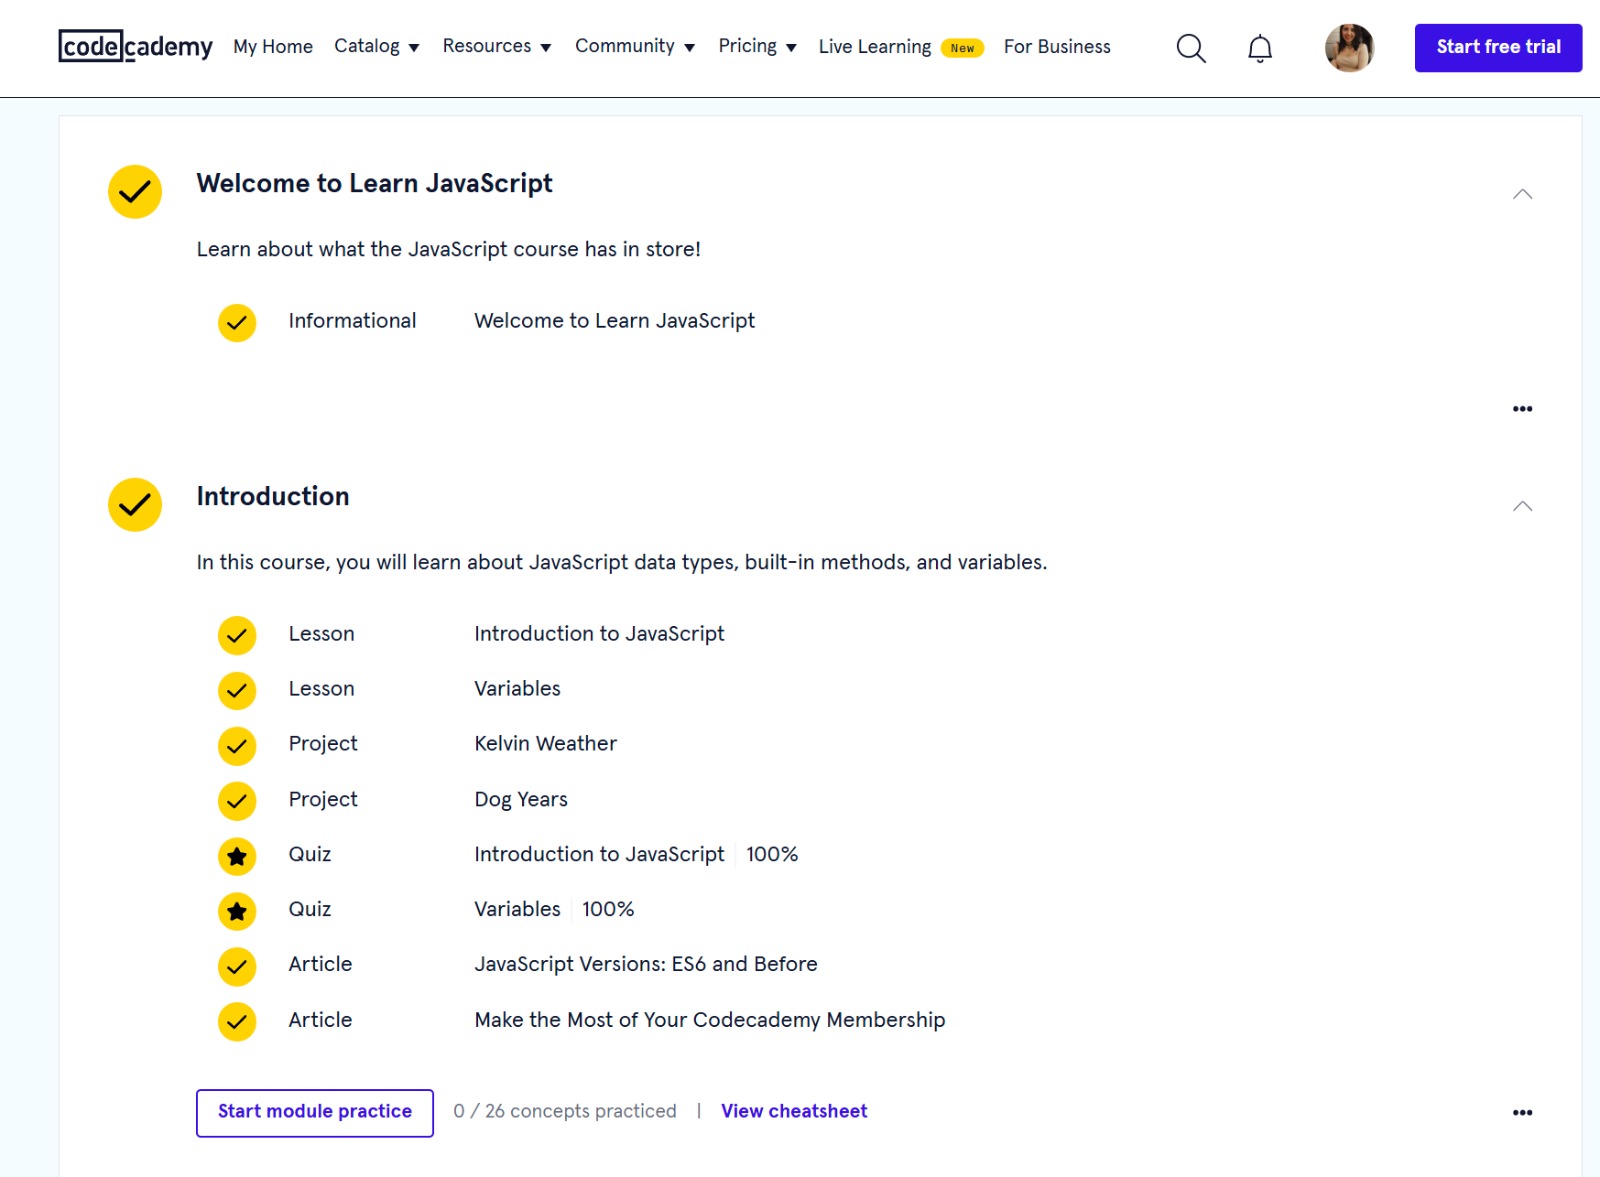 codecademy My Home Catalog Resources Community Pricing Live Learning New For Business Start free trial
Welcome to Learn JavaScript
Learn about what the JavaScript course has in store!
Informational Welcome to Learn JavaScript
Introduction
In this course, you will learn about JavaScript data types, built-in methods, and variables.
Lesson Introduction to JavaScript
Lesson Variables
Project Kelvin Weather
Project Dog Years
Quiz Introduction to JavaScript 100%
Quiz Variables 100%
Article JavaScript Versions: ES6 and Before
Article Make the Most of Your Codecademy Membership
Start module practice 0 / 26 concepts practiced | View cheatsheet